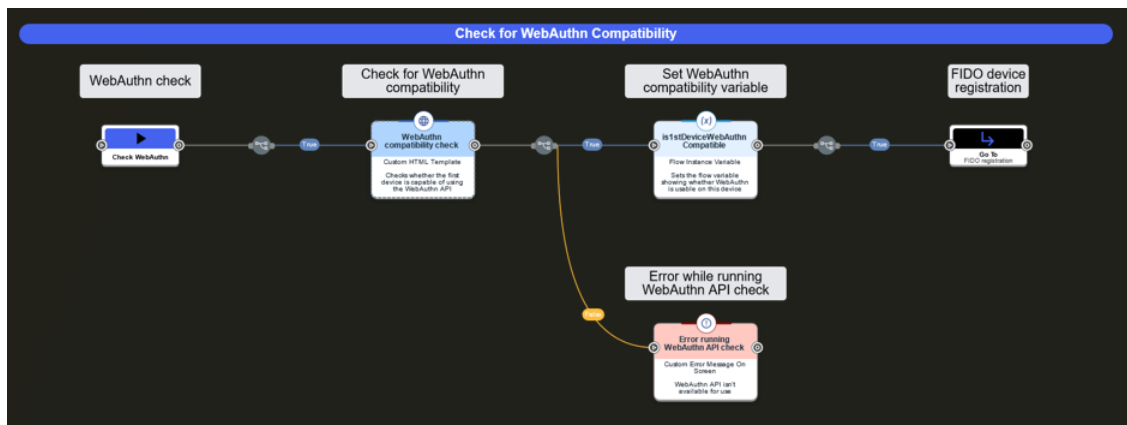 Check for WebAuthn Compatibility
WebAuthn check
Check for WebAuthn
compatibility
Set WebAuthn
compatibility variable
FIDO device
registration
Check WebAuthn
True
WebAuthn
compatibility check
Custom HTML Template
Checks whether the first
device is capable of using
the WebAuthn API
True
(x)
is1stDeviceWebAuthn
Compatible
Flow Instance Variable
Sets the flow variable
showing whether WebAuthn
is usable on this device
True
Go To
FIDO registration
Error while running
WebAuthn API check
False
Error running
WebAuthn API check
Custom Error Message On
Screen
WebAuthn API isn't
available for use